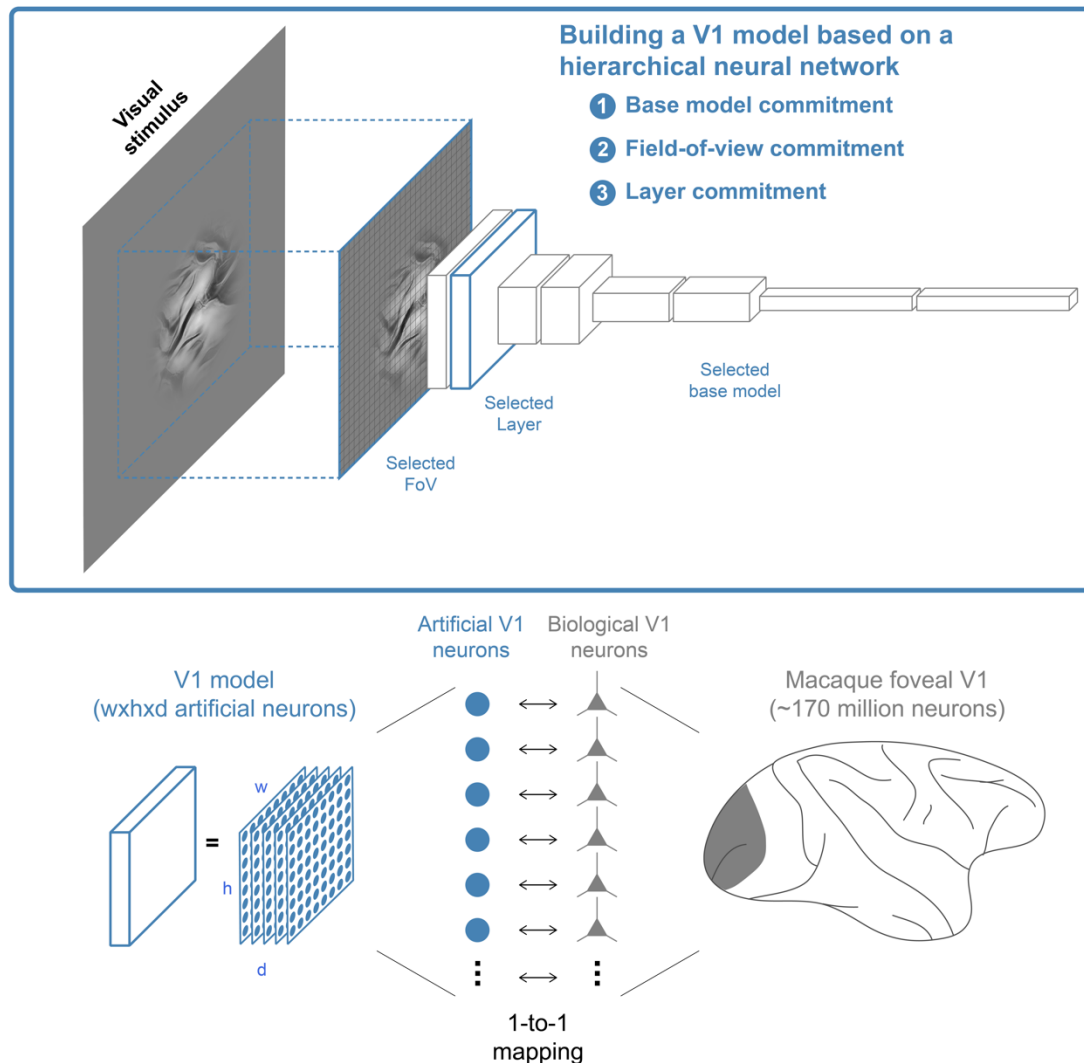 Building a V1 model based on a
hierarchical neural network
1 Base model commitment
2 Field-of-view commitment
3 Layer commitment
Visual
stimulus
Selected
base model
Selected
Layer
Selected
FoV
Artificial V1
neurons
Biological V1
neurons
V1 model
(wxhxd artificial neurons)
Macaque foveal V1
(~170 million neurons)
w
=
h
d
1-to-1
mapping